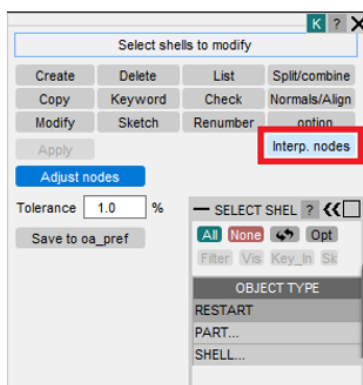 K ? X
Select shells to modify
Create Delete List Split/combine
Copy Keyword Check Normals/Align
Modify Sketch Renumber option
Apply Interp. nodes
Adjust nodes
Tolerance 1.0 %
Save to oa_pref
SELECT SHEL ?
All None Opt
Filter Vis Key_In Sk
OBJECT TYPE
RESTART
PART...
SHELL...